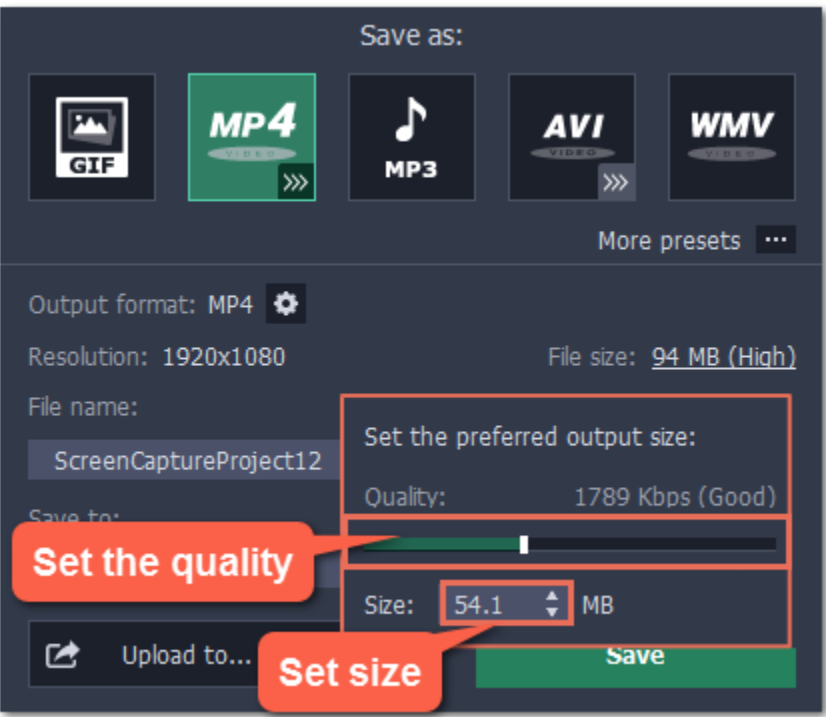 Save as:
GIF
MP4
VIDEO
MP3
AVI
VIDEO
WMV
VIDEO
More presets ...
Output format: MP4
Resolution: 1920x1080
File size: 94 MB (High)
File name:
ScreenCaptureProject12
Set the preferred output size:
Quality: 1789 Kbps (Good)
Save to:
Set the quality
Size: 54.1 MB
Upload to...
Set size
Save